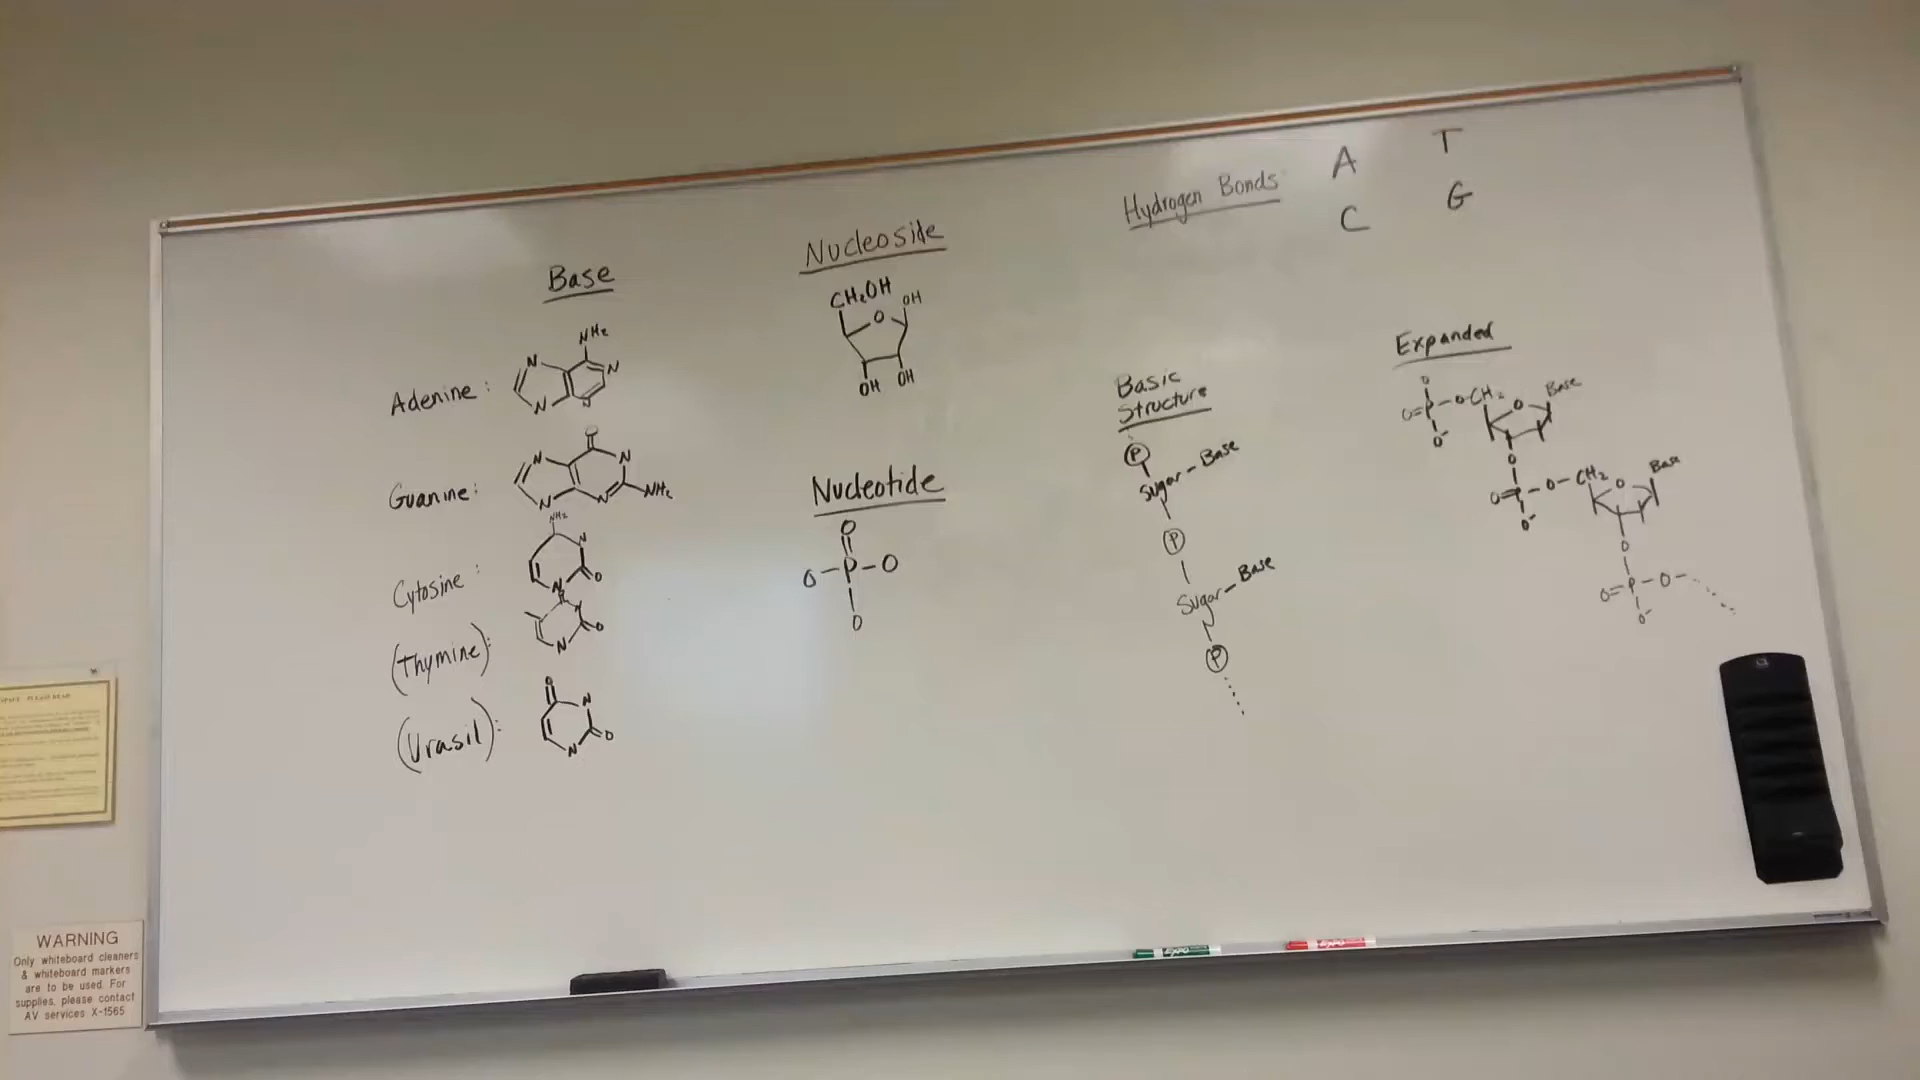 Base
Adenine:
NH2
N
N
N
N
Guanine:
O
N
N
N
N
NH2
Cytosine:
NH2
N
O
N
(Thymine):
N
O
N
(Urasil):
O
N
O
N
Nucleoside
CH2OH
OH
O
OH OH
Nucleotide
O
O-P-O
O
Hydrogen Bonds
A T
C G
Basic
Structure
P
Sugar-Base
P
Sugar-Base
P
Expanded
O
O=P-O-CH2 O Base
O-
O
O=P-O-CH2 O Base
O-
O
O=P-O-
O-
WARNING
Only whiteboard cleaners
& whiteboard markers
are to be used. For
supplies, please contact
AV services X-1565
EXPO
EXPO